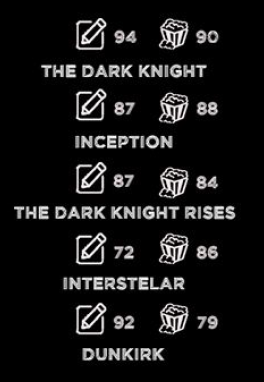 94 90
THE DARK KNIGHT
87 88
INCEPTION
87 84
THE DARK KNIGHT RISES
72 86
INTERSTELAR
92 79
DUNKIRK